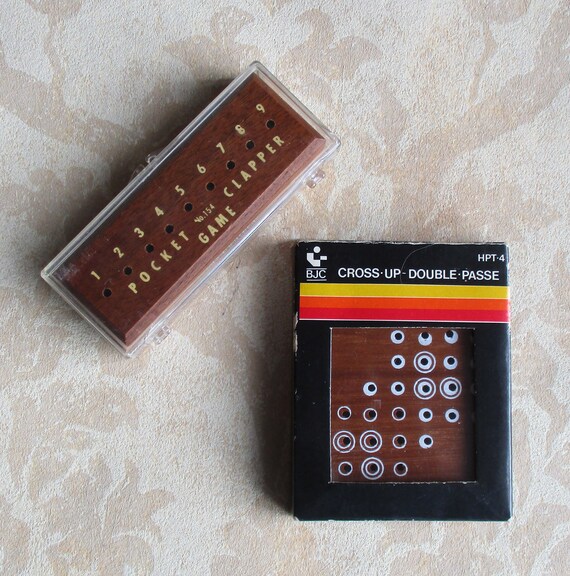 1 2 3 4 5 6 7 8 9
POCKET No.154 CLAPPER
GAME
HPT·4
BJC CROSS·UP-DOUBLE·PASSE